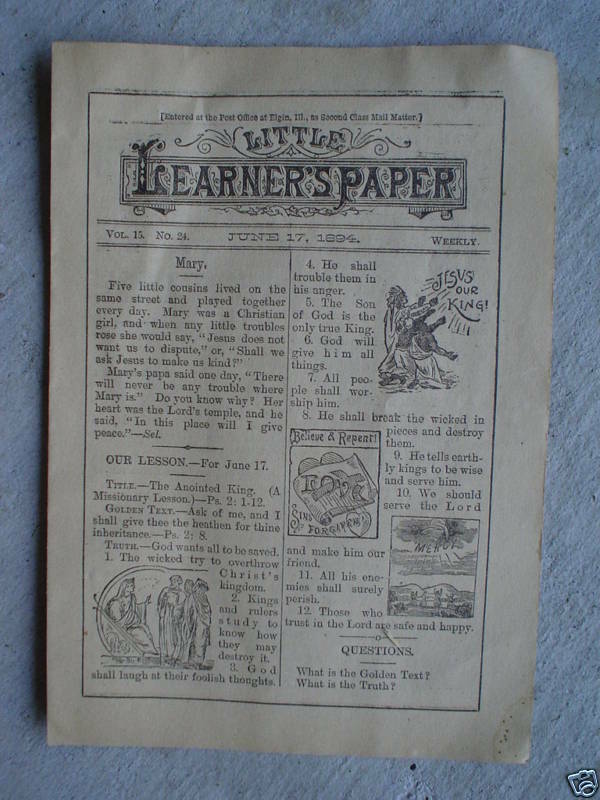 [Entered at the Post Office at Elgin, Ill., as Second Class Mail Matter.]
LITTLE
LEARNER'S PAPER
VOL. 15. No. 24. JUNE 17, 1894. WEEKLY.
Mary.
Five little cousins lived on the
same street and played together
every day. Mary was a Christian
girl, and when any little troubles
rose she would say, "Jesus does not
want us to dispute," or, "Shall we
ask Jesus to make us kind?"
Mary's papa said one day, "There
will never be any trouble where
Mary is." Do you know why? Her
heart was the Lord's temple, and he
said, "In this place will I give
peace."—Sel.
OUR LESSON.—For June 17.
TITLE.—The Anointed King. (A
Missionary Lesson.)—Ps. 2: 1-12.
GOLDEN TEXT.—Ask of me, and I
shall give thee the heathen for thine
inheritance.—Ps. 2: 8.
TRUTH.—God wants all to be saved.
1. The wicked try to overthrow
Christ's
kingdom.
2. Kings
and rulers
study to
know how
they may
destroy it.
3. God
shall laugh at their foolish thoughts.
4. He shall
trouble them in
his anger.
5. The Son
of God is the
only true King.
6. God will
give him all
things.
7. All peo-
ple shall wor-
ship him.
JESUS
OUR
KING!
8. He shall break the wicked in
pieces and destroy
them.
9. He tells earth-
ly kings to be wise
and serve him.
10. We should
serve the Lord
Believe & Repent!
LOVE
SINS
FORGIVEN
and make him our
friend.
11. All his ene-
mies shall surely
perish.
MERCY
12. Those who
trust in the Lord are safe and happy.
QUESTIONS.
What is the Golden Text?
What is the Truth?